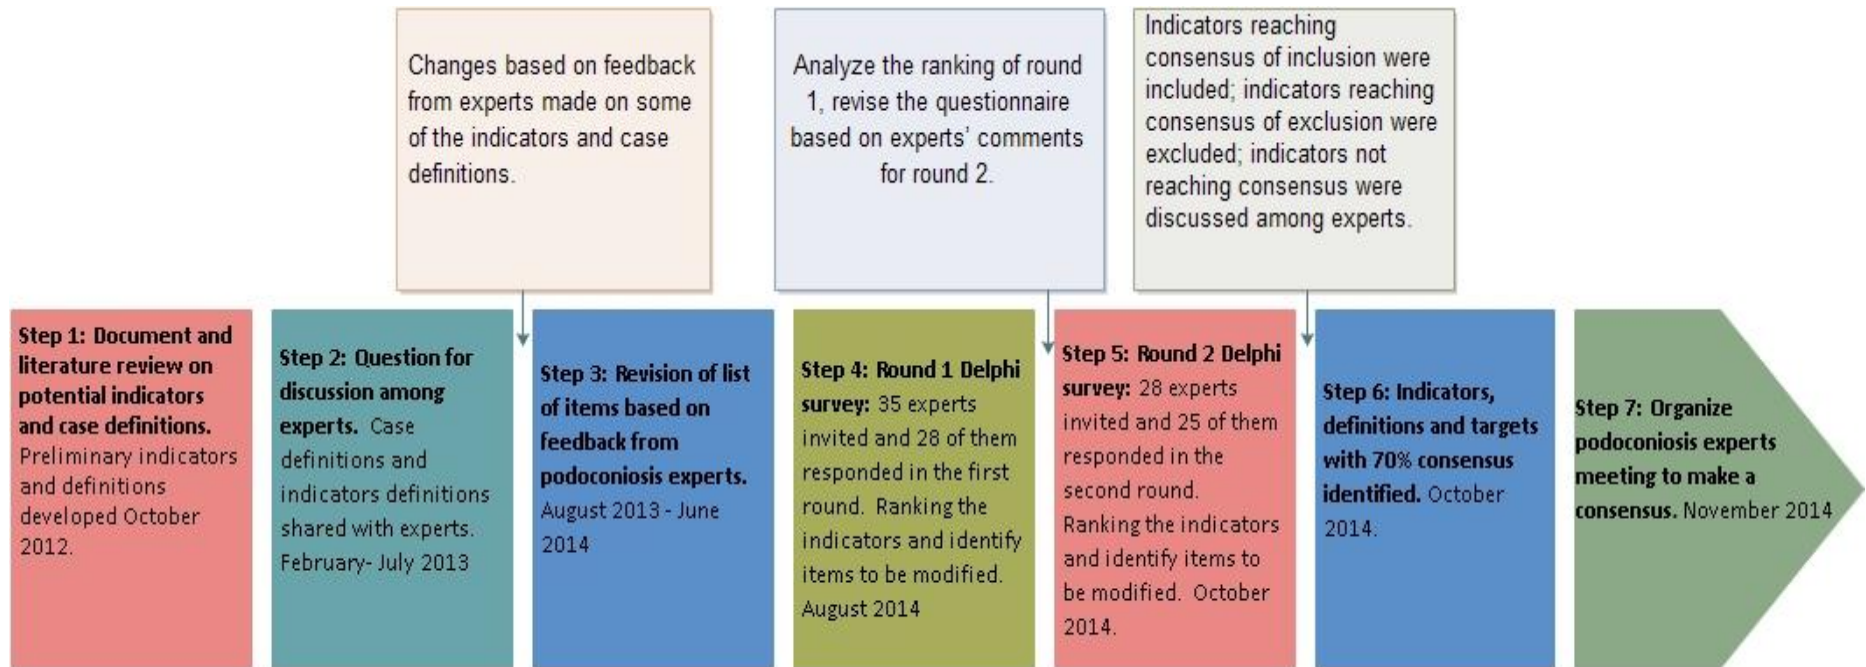 Changes based on feedback
from experts made on some
of the indicators and case
definitions.
Analyze the ranking of round
1, revise the questionnaire
based on experts’ comments
for round 2.
Indicators reaching
consensus of inclusion were
included; indicators reaching
consensus of exclusion were
excluded; indicators not
reaching consensus were
discussed among experts.
Step 1: Document and
literature review on
potential indicators
and case definitions.
Preliminary indicators
and definitions
developed October
2012.
Step 2: Question for
discussion among
experts. Case
definitions and
indicators definitions
shared with experts.
February- July 2013
Step 3: Revision of list
of items based on
feedback from
podoconiosis experts.
August 2013 - June
2014
Step 4: Round 1 Delphi
survey: 35 experts
invited and 28 of them
responded in the first
round. Ranking the
indicators and identify
items to be modified.
August 2014
Step 5: Round 2 Delphi
survey: 28 experts
invited and 25 of them
responded in the
second round.
Ranking the indicators
and identify items to
be modified. October
2014.
Step 6: Indicators,
definitions and targets
with 70% consensus
identified. October
2014.
Step 7: Organize
podoconiosis experts
meeting to make a
consensus. November 2014